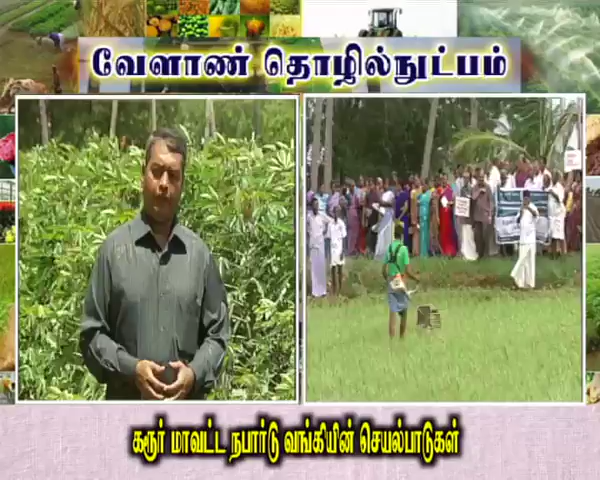 வேளாண் தொழில்நுட்பம்
கரூர் மாவட்ட நபார்டு வங்கியின் செயல்பாடுகள்